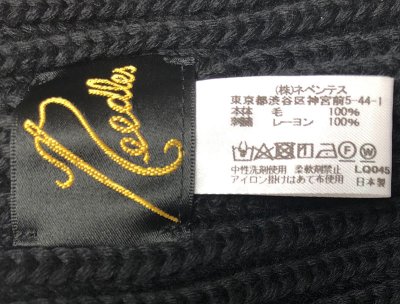 Needles
(株)ネペンテス
東京都渋谷区神宮前5-44-1
本体 毛 100%
刺繍 レーヨン 100%
中性洗剤使用 柔軟剤禁止 LQ045
アイロン掛けはあて布使用 日本製